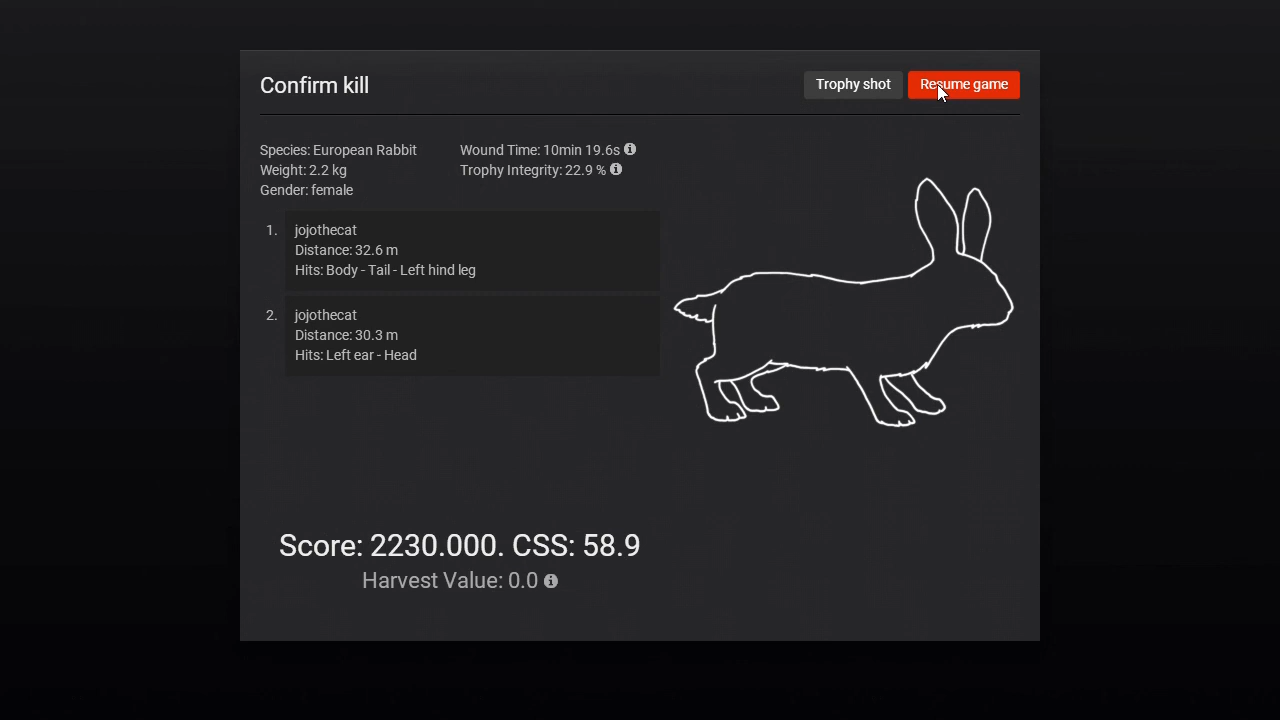 Confirm kill
Trophy shot
Resume game
Species: European Rabbit
Weight: 2.2 kg
Gender: female
Wound Time: 10min 19.6s
Trophy Integrity: 22.9 %
1.
jojothecat
Distance: 32.6 m
Hits: Body - Tail - Left hind leg
2.
jojothecat
Distance: 30.3 m
Hits: Left ear - Head
Score: 2230.000. CSS: 58.9
Harvest Value: 0.0